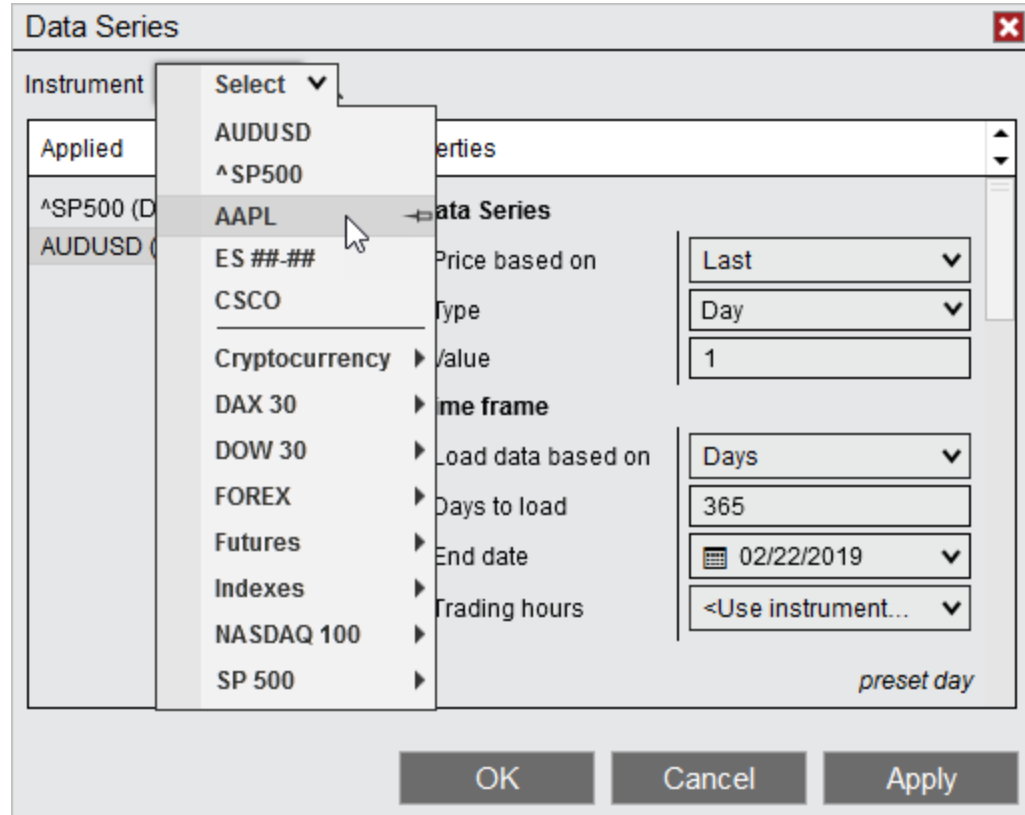 Data Series
Instrument Select
AUDUSD
Applied erties
^SP500
^SP500 (D AAPL ata Series
AUDUSD ( ES ##-## Price based on Last
CSCO Type Day
Cryptocurrency Value 1
DAX 30 ime frame
DOW 30 Load data based on Days
FOREX Days to load 365
Futures End date 02/22/2019
Indexes Trading hours <Use instrument...
NASDAQ 100
SP 500 preset day
OK Cancel Apply